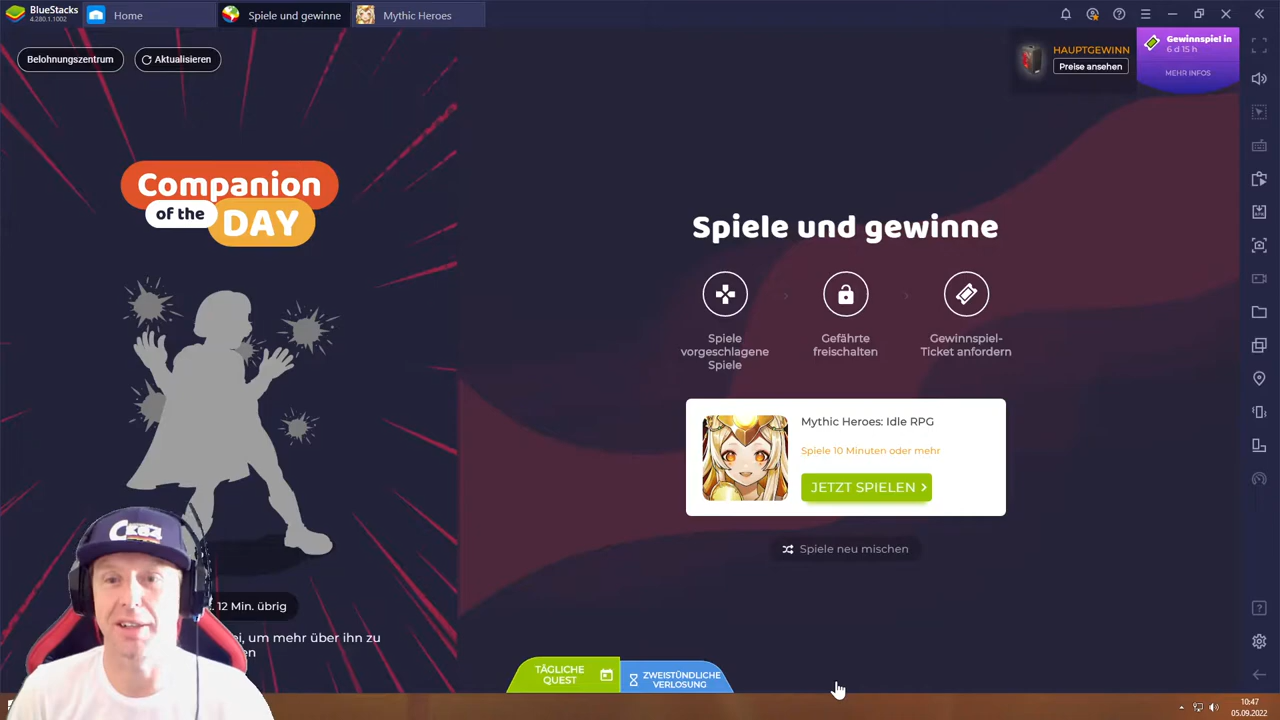 BlueStacks
4.280.1.1002
Home
Spiele und gewinne
Mythic Heroes
Belohnungszentrum
Aktualisieren
HAUPTGEWINN
Preise ansehen
Gewinnspiel in
6 d 15 h
MEHR INFOS
Companion
of the
DAY
Spiele und gewinne
Spiele
vorgeschlagene
Spiele
Gefährte
freischalten
Gewinnspiel-
Ticket anfordern
Mythic Heroes: Idle RPG
Spiele 10 Minuten oder mehr
JETZT SPIELEN
Spiele neu mischen
12 Min. übrig
um mehr über ihn zu
TÄGLICHE
QUEST
ZWEISTÜNDLICHE
VERLOSUNG
10:47
05.09.2022